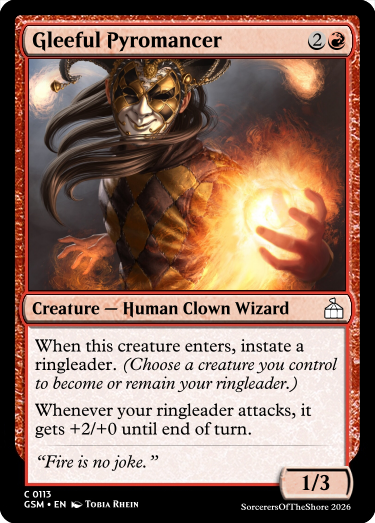 Gleeful Pyromancer 2
Creature — Human Clown Wizard
When this creature enters, instate a
ringleader. (Choose a creature you control
to become or remain your ringleader.)
Whenever your ringleader attacks, it
gets +2/+0 until end of turn.
“Fire is no joke.”
1/3
C 0113
GSM • EN Tobia Rhein
SorcerersOfTheShore 2026